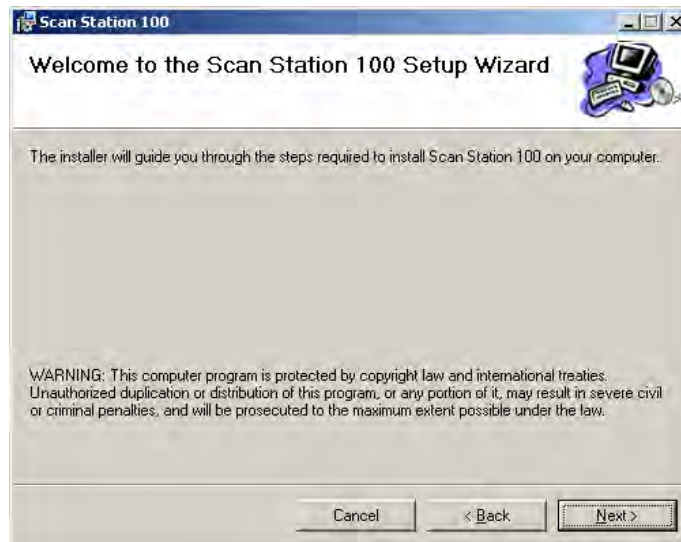 Scan Station 100
Welcome to the Scan Station 100 Setup Wizard
The installer will guide you through the steps required to install Scan Station 100 on your computer.
WARNING: This computer program is protected by copyright law and international treaties.
Unauthorized duplication or distribution of this program, or any portion of it, may result in severe civil
or criminal penalties, and will be prosecuted to the maximum extent possible under the law.
Cancel
< Back
Next >